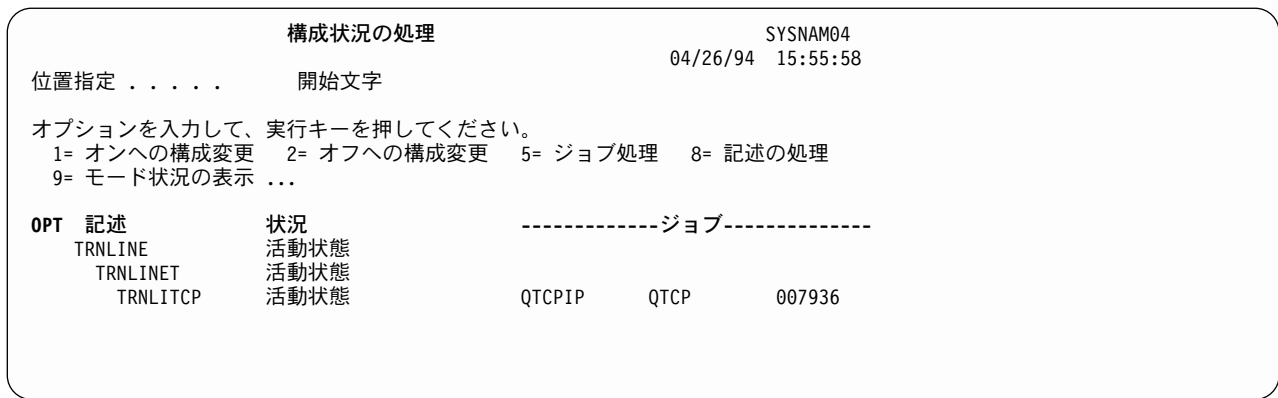 構成状況の処理 SYSNAM04
04/26/94 15:55:58
位置指定 . . . . . 開始文字
オプションを入力して、実行キーを押してください。
1= オンへの構成変更 2= オフへの構成変更 5= ジョブ処理 8= 記述の処理
9= モード状況の表示 ...
OPT 記述 状況 -------------ジョブ--------------
TRNLINE 活動状態
TRNLINET 活動状態
TRNLITCP 活動状態 QTCPIP QTCP 007936